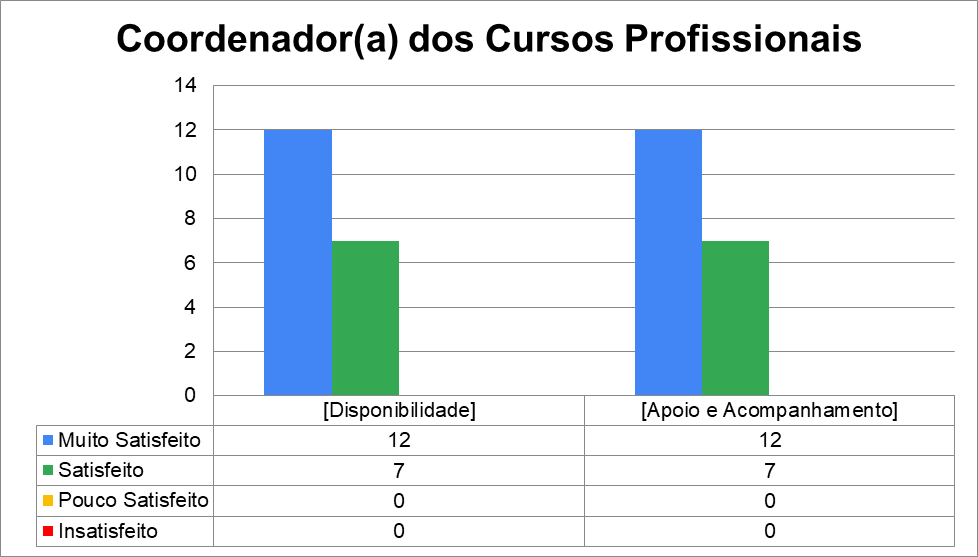 Coordenador(a) dos Cursos Profissionais
14
12
10
8
6
4
2
0
[Disponibilidade] [Apoio e Acompanhamento]
Muito Satisfeito 12 12
Satisfeito 7 7
Pouco Satisfeito 0 0
Insatisfeito 0 0